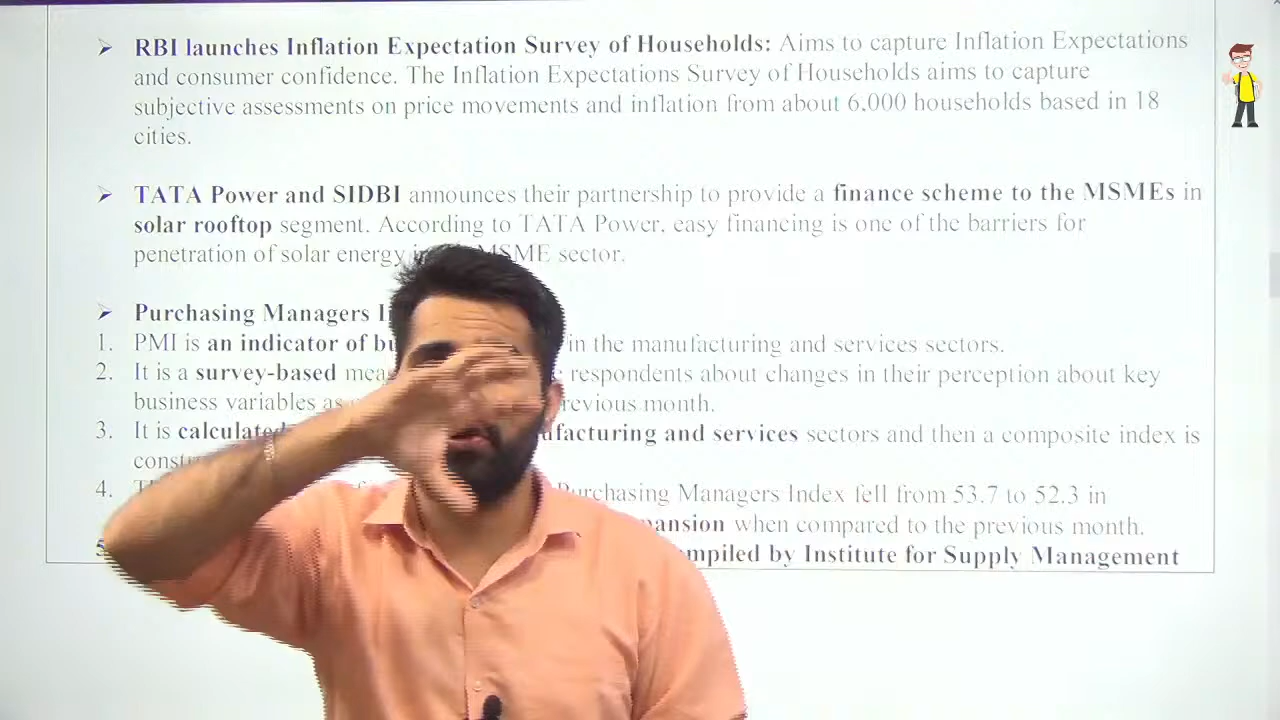 ➢ RBI launches Inflation Expectation Survey of Households: Aims to capture Inflation Expectations
and consumer confidence. The Inflation Expectations Survey of Households aims to capture
subjective assessments on price movements and inflation from about 6,000 households based in 18
cities.
➢ TATA Power and SIDBI announces their partnership to provide a finance scheme to the MSMEs in
solar rooftop segment. According to TATA Power, easy financing is one of the barriers for
penetration of solar energy MSME sector.
➢ Purchasing Managers
1. PMI is an indicator of in the manufacturing and services sectors.
2. It is a survey-based respondents about changes in their perception about key
business variables as previous month.
3. It is calculated manufacturing and services sectors and then a composite index is
4. Purchasing Managers Index fell from 53.7 to 52.3 in
expansion when compared to the previous month.
compiled by Institute for Supply Management